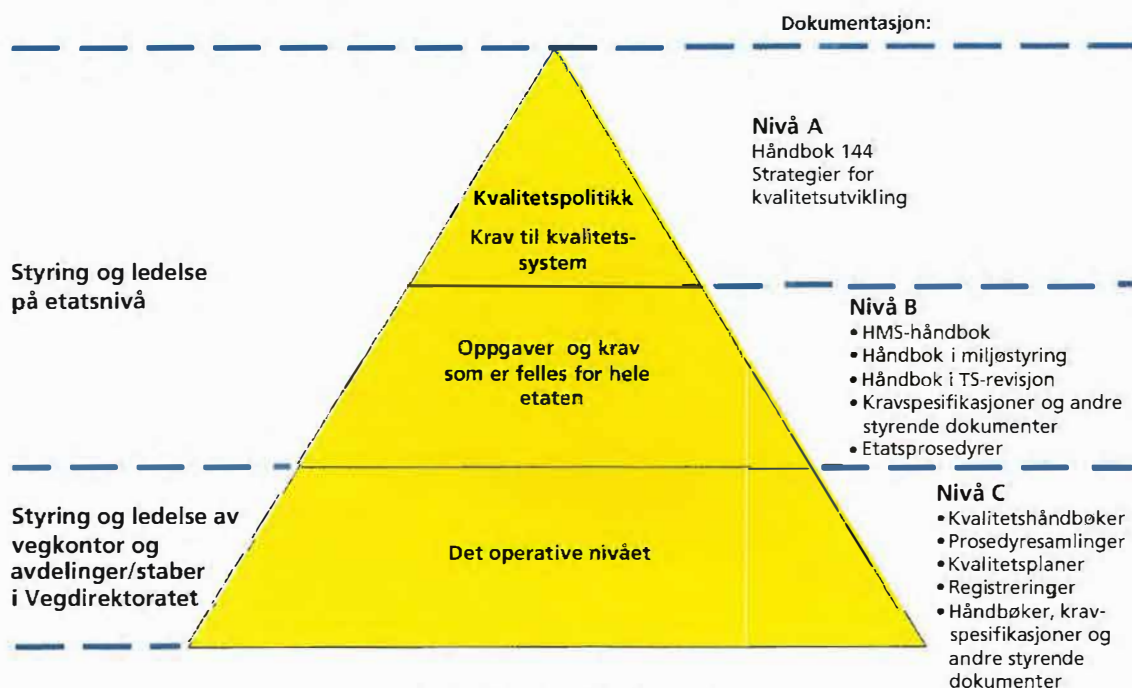 Dokumentasjon:
Nivå A
Håndbok 144
Strategier for
kvalitetsutvikling
Kvalitetspolitikk
Krav til kvalitets-
system
Styring og ledelse
på etatsnivå
Nivå B
• HMS-håndbok
• Håndbok i miljøstyring
• Håndbok i TS-revisjon
• Kravspesifikasjoner og andre
styrende dokumenter
• Etatsprosedyrer
Oppgaver og krav
som er felles for hele
etaten
Styring og ledelse av
vegkontor og
avdelinger/staber
i Vegdirektoratet
Det operative nivået
Nivå C
• Kvalitetshåndbøker
• Prosedyresamlinger
• Kvalitetsplaner
• Registreringer
• Håndbøker, krav-
spesifikasjoner og
andre styrende
dokumenter